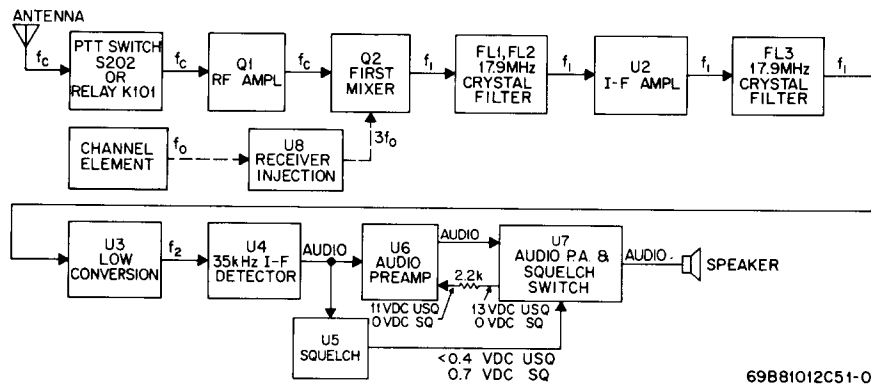 ANTENNA
fc
PTT SWITCH
S202
OR
RELAY K101
fc
Q1
RF AMPL
fc
Q2
FIRST
MIXER
f1
FL1, FL2
17.9MHz
CRYSTAL
FILTER
f1
U2
I-F AMPL
f1
FL3
17.9MHz
CRYSTAL
FILTER
f1
CHANNEL
ELEMENT
fo
U8
RECEIVER
INJECTION
3fo
U3
LOW
CONVERSION
f2
U4
35kHz I-F
DETECTOR
AUDIO
U6
AUDIO
PREAMP
AUDIO
2.2k
11 VDC USQ
0 VDC SQ
13 VDC USQ
0 VDC SQ
U7
AUDIO P.A. &
SQUELCH
SWITCH
AUDIO
SPEAKER
U5
SQUELCH
<0.4 VDC USQ
0.7 VDC SQ
69B81012C51-0